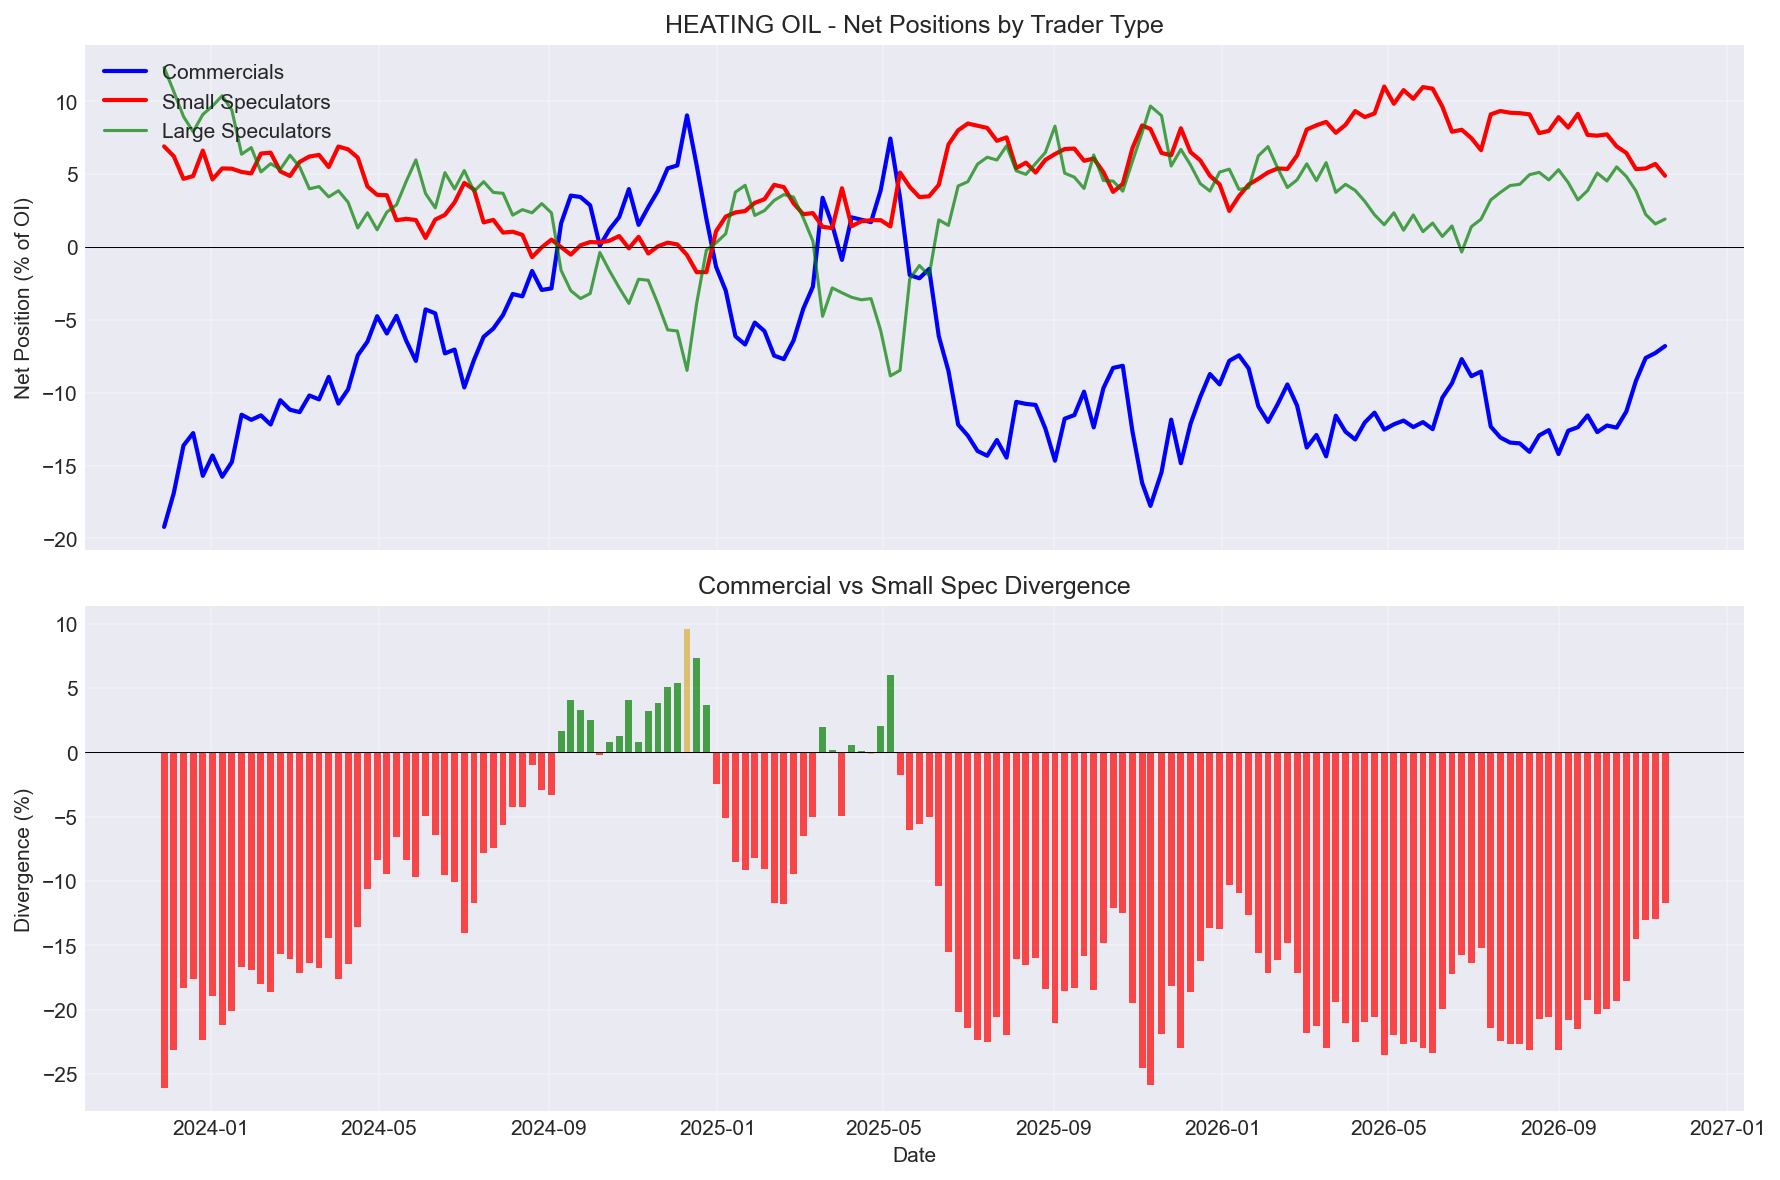 HEATING OIL - Net Positions by Trader Type
Commercials
Small Speculators
Large Speculators
Net Position (% of OI)
10
5
0
−5
−10
−15
−20
Commercial vs Small Spec Divergence
Divergence (%)
10
5
0
−5
−10
−15
−20
−25
2024-01 2024-05 2024-09 2025-01 2025-05 2025-09 2026-01 2026-05 2026-09 2027-01
Date